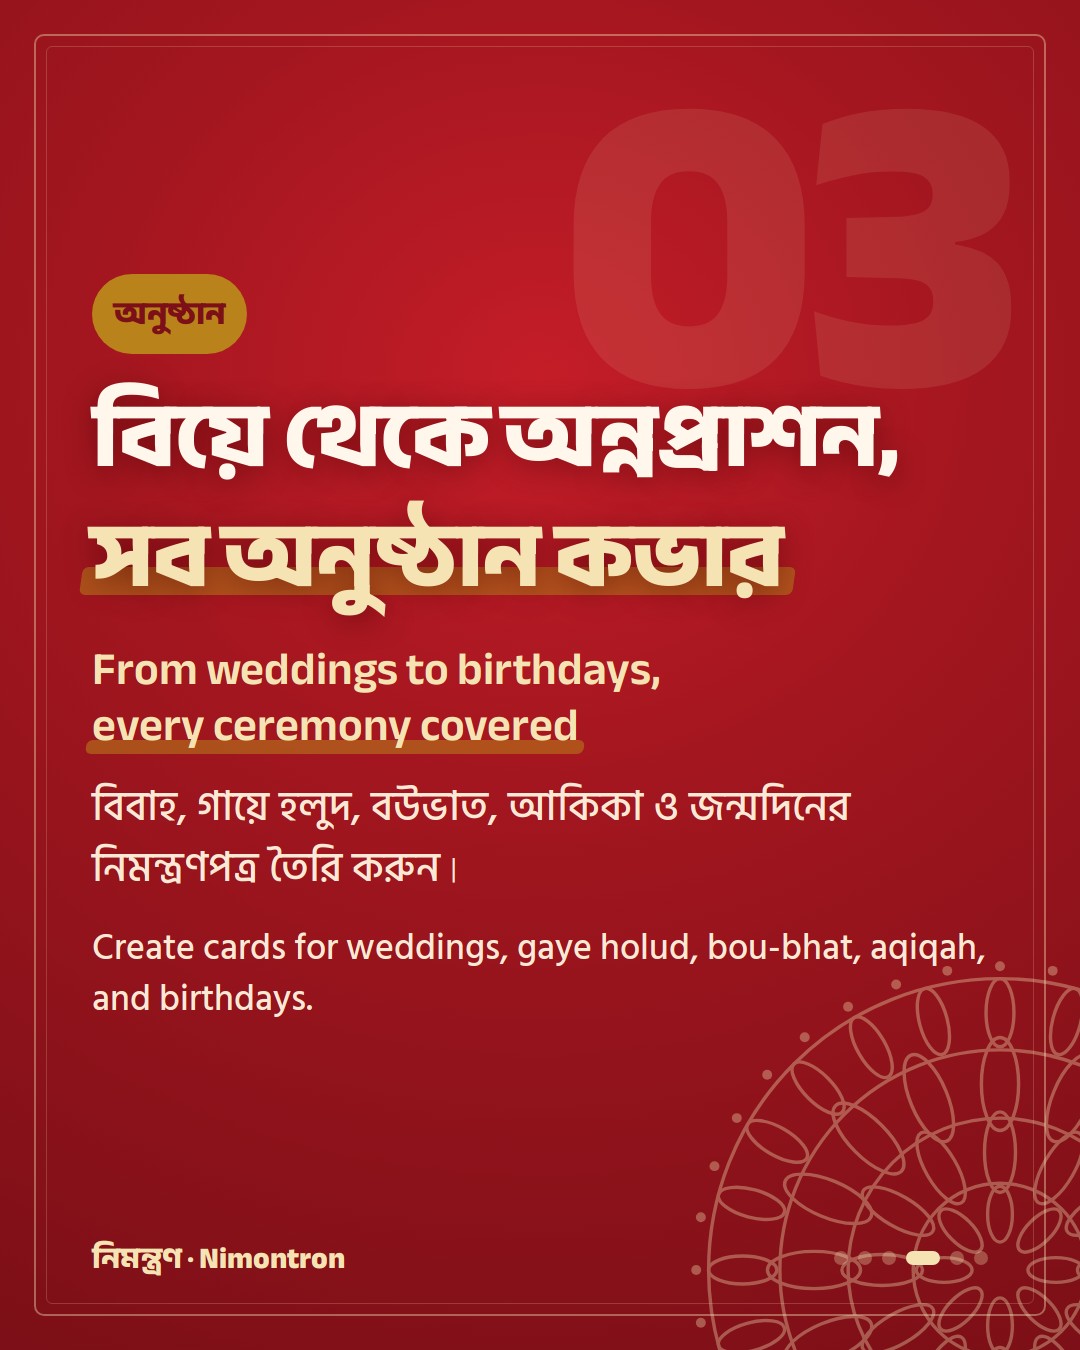 03
অনুষ্ঠান
বিয়ে থেকে অন্নপ্রাশন,
সব অনুষ্ঠান কভার
From weddings to birthdays,
every ceremony covered
বিবাহ, গায়ে হলুদ, বউভাত, আকিকা ও জন্মদিনের
নিমন্ত্রণপত্র তৈরি করুন।
Create cards for weddings, gaye holud, bou-bhat, aqiqah,
and birthdays.
নিমন্ত্রণ · Nimontron